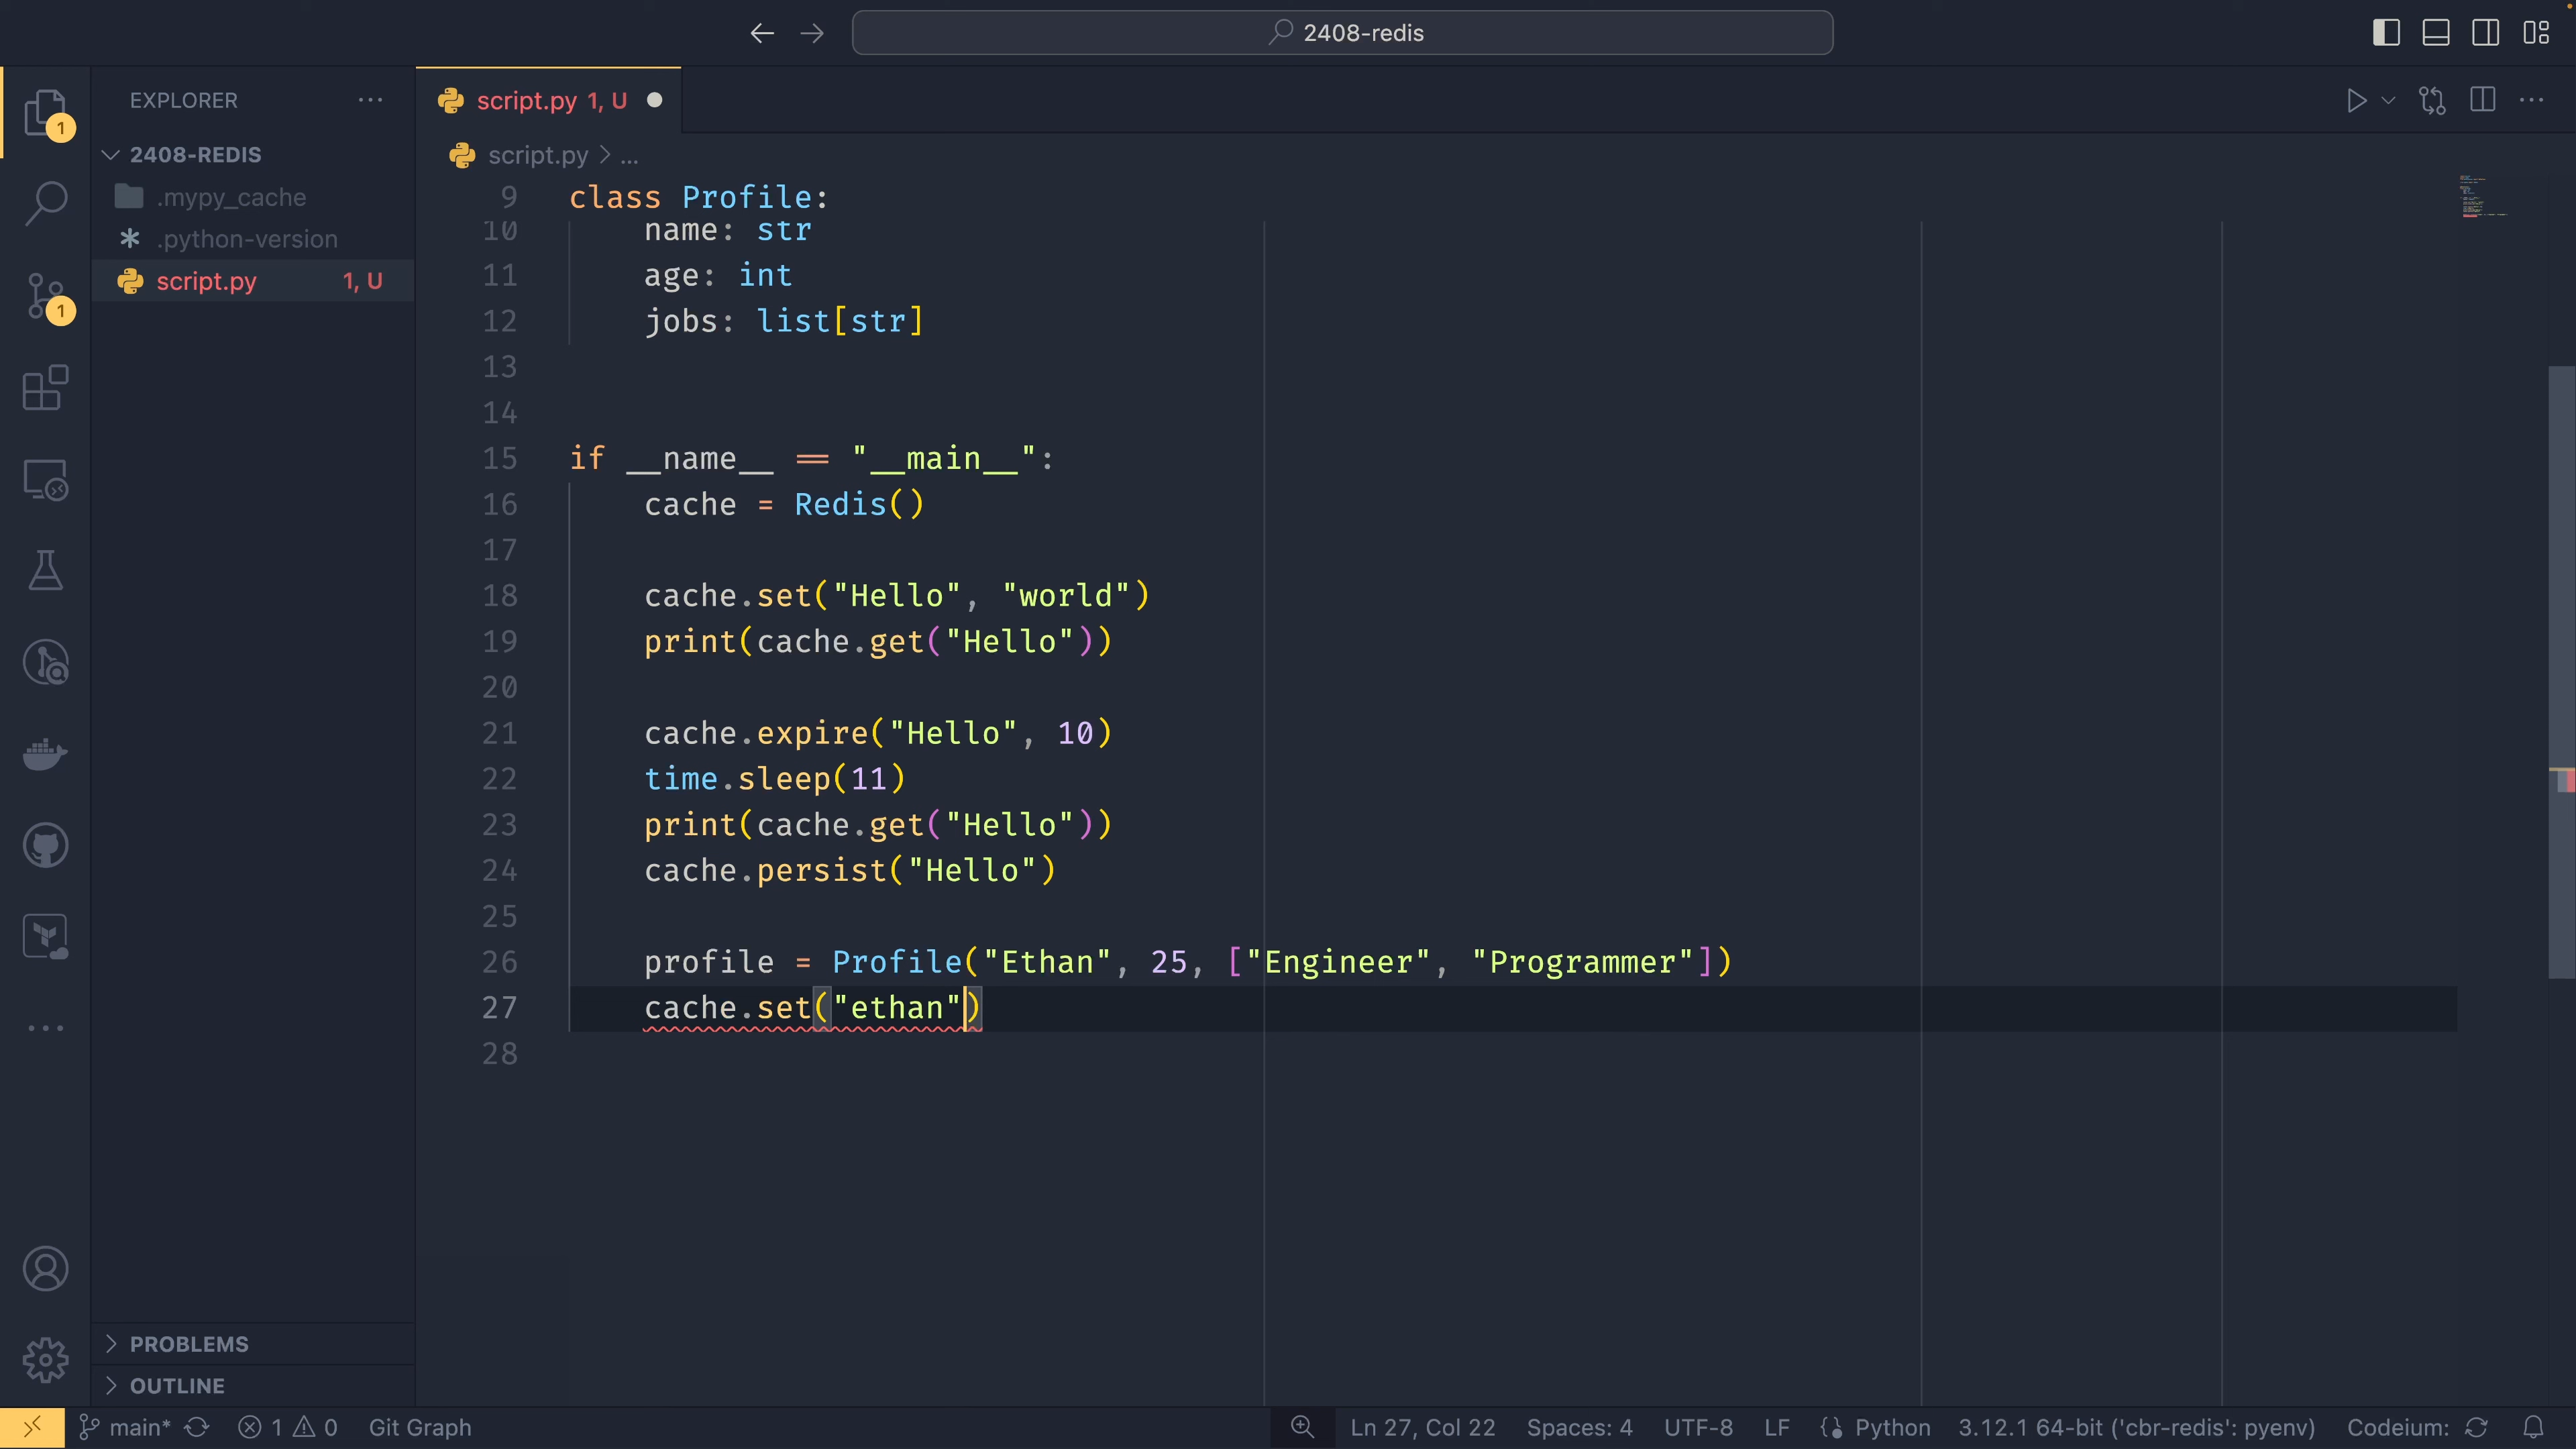 2408-redis
EXPLORER
1
2408-REDIS
.mypy_cache
.python-version
script.py 1, U
1
PROBLEMS
OUTLINE
script.py 1, U
script.py > ...
9 class Profile:
10 name: str
11 age: int
12 jobs: list[str]
13
14
15 if __name__ == "__main__":
16 cache = Redis()
17
18 cache.set("Hello", "world")
19 print(cache.get("Hello"))
20
21 cache.expire("Hello", 10)
22 time.sleep(11)
23 print(cache.get("Hello"))
24 cache.persist("Hello")
25
26 profile = Profile("Ethan", 25, ["Engineer", "Programmer"])
27 cache.set("ethan")
28
main* 1 0 Git Graph Ln 27, Col 22 Spaces: 4 UTF-8 LF Python 3.12.1 64-bit ('cbr-redis': pyenv) Codeium: